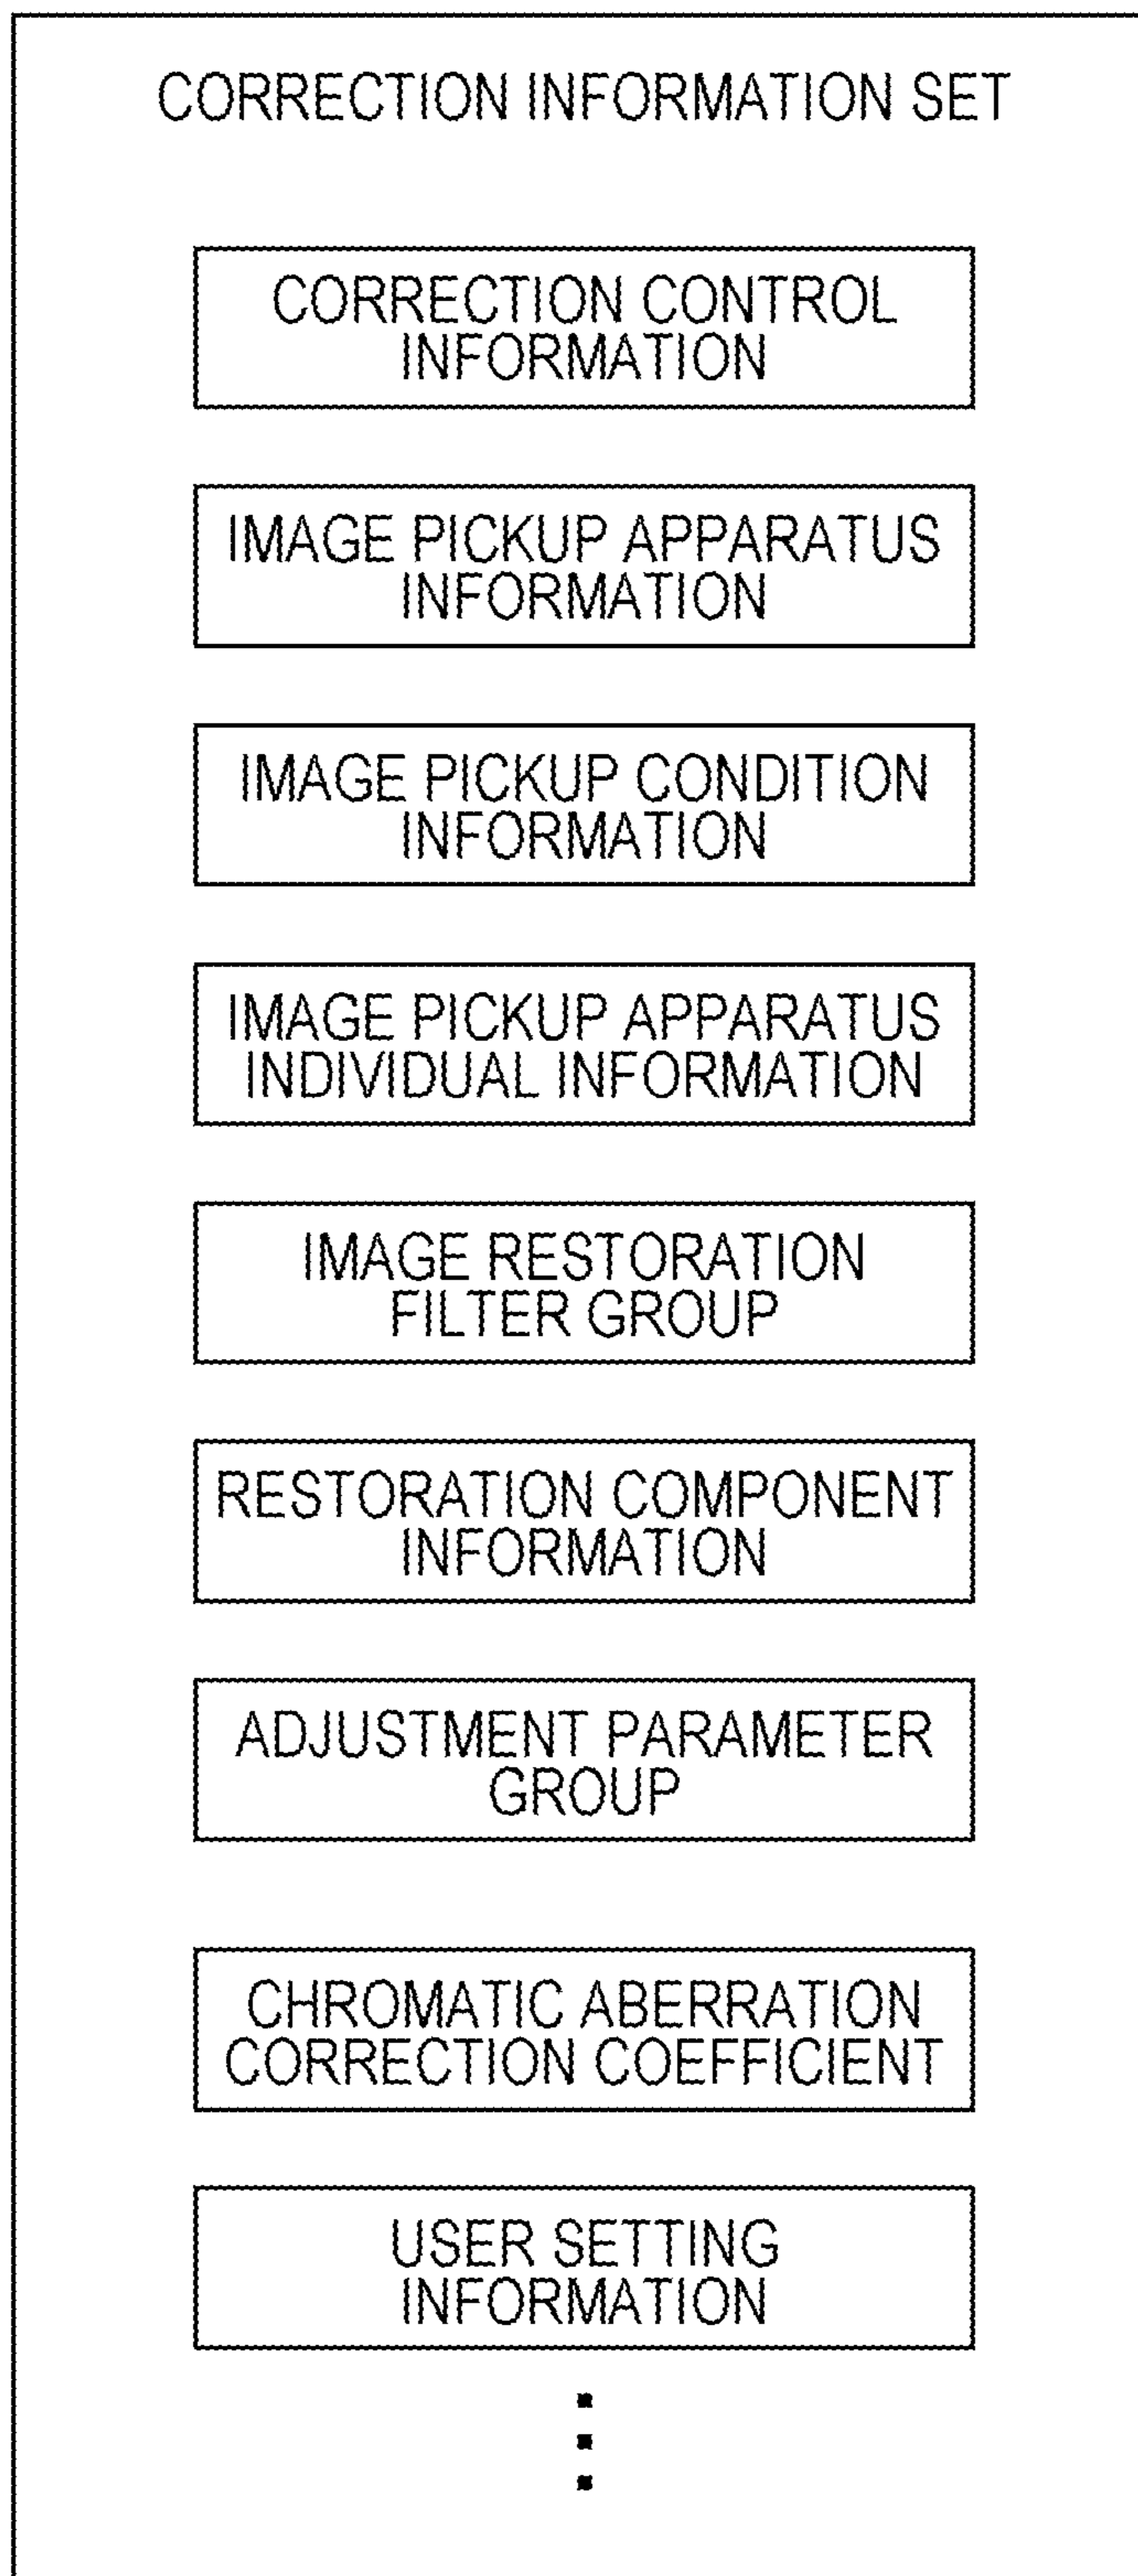 CORRECTION INFORMATION SET
CORRECTION CONTROL
INFORMATION
IMAGE PICKUP APPARATUS
INFORMATION
IMAGE PICKUP CONDITION
INFORMATION
IMAGE PICKUP APPARATUS
INDIVIDUAL INFORMATION
IMAGE RESTORATION
FILTER GROUP
RESTORATION COMPONENT
INFORMATION
ADJUSTMENT PARAMETER
GROUP
CHROMATIC ABERRATION
CORRECTION COEFFICIENT
USER SETTING
INFORMATION